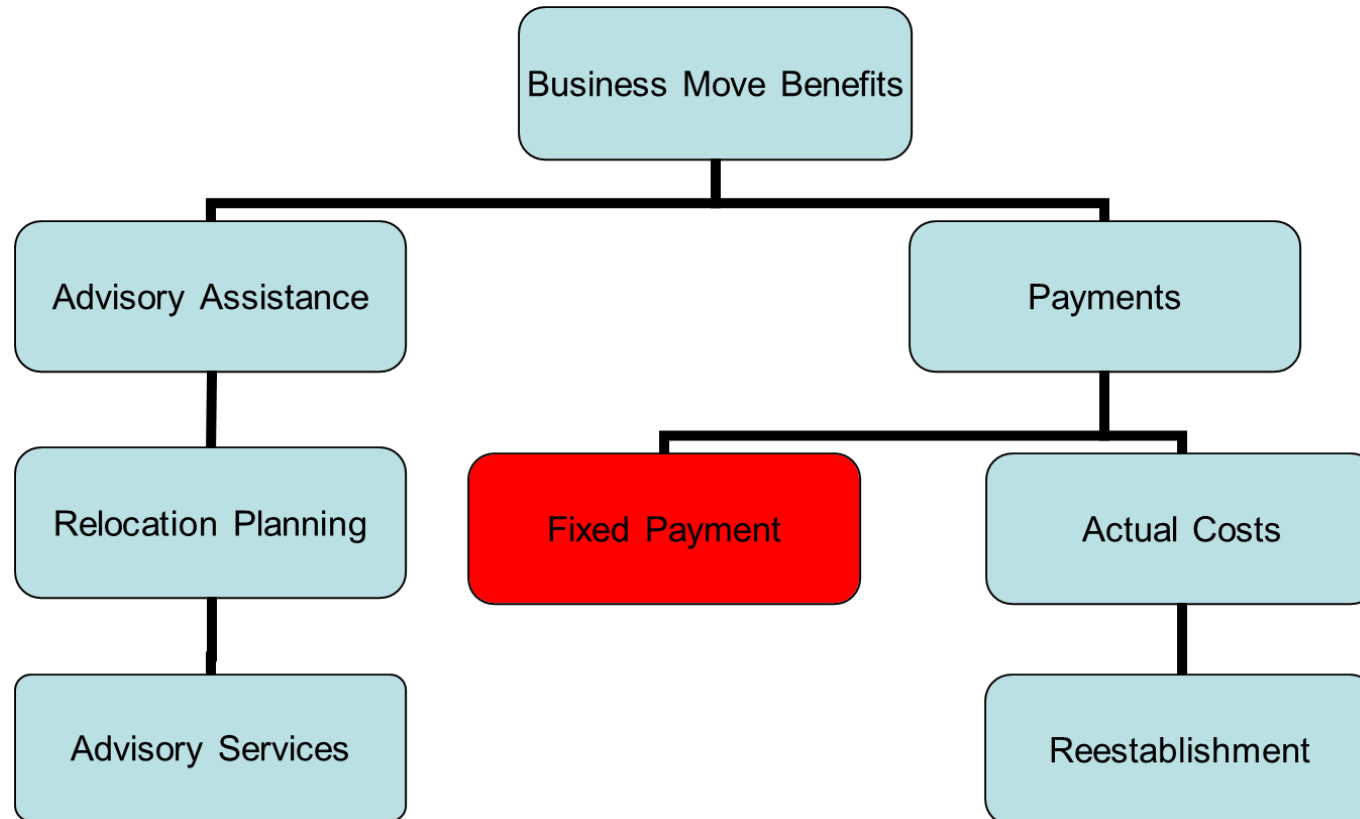 Business Move Benefits
Advisory Assistance
Payments
Relocation Planning
Fixed Payment
Actual Costs
Advisory Services
Reestablishment